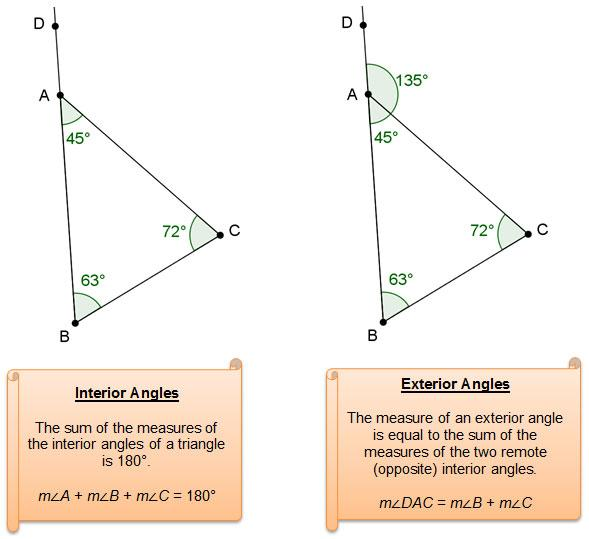 D
A
45°
72°
C
63°
B
D
135°
A
45°
72°
C
63°
B
Interior Angles
The sum of the measures of
the interior angles of a triangle
is 180°.
m∠A + m∠B + m∠C = 180°
Exterior Angles
The measure of an exterior angle
is equal to the sum of the
measures of the two remote
(opposite) interior angles.
m∠DAC = m∠B + m∠C